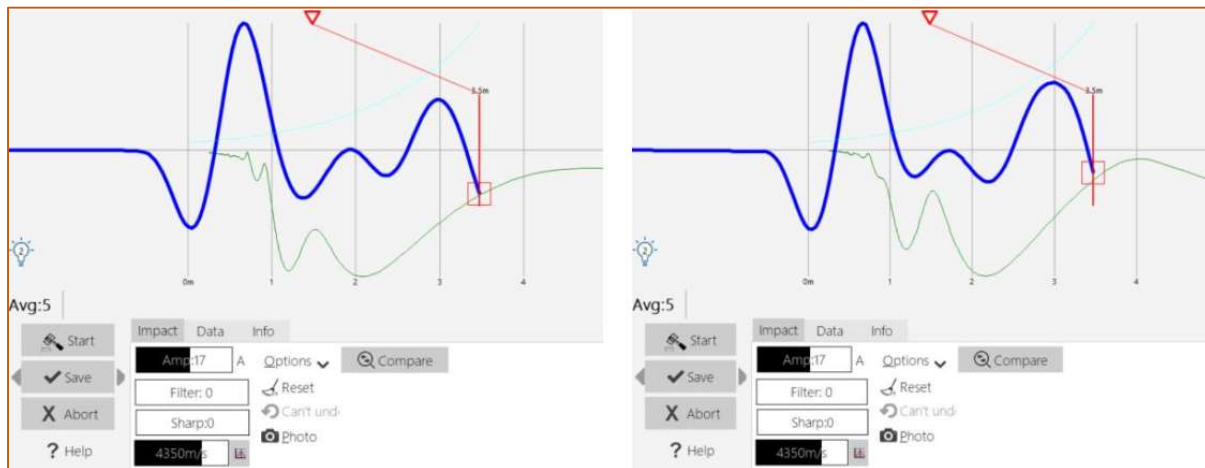 3.5m
0m 1 2 3 4
2
Avg:5
Start
Save
Abort
? Help
Impact Data Info
Amp:17 A
Filter: 0
Sharp:0
4350m/s
Options
Reset
Can't und
Photo
Compare
3.5m
0m 1 2 3 4
2
Avg:5
Start
Save
Abort
? Help
Impact Data Info
Amp:17 A
Filter: 0
Sharp:0
4350m/s
Options
Reset
Can't und
Photo
Compare